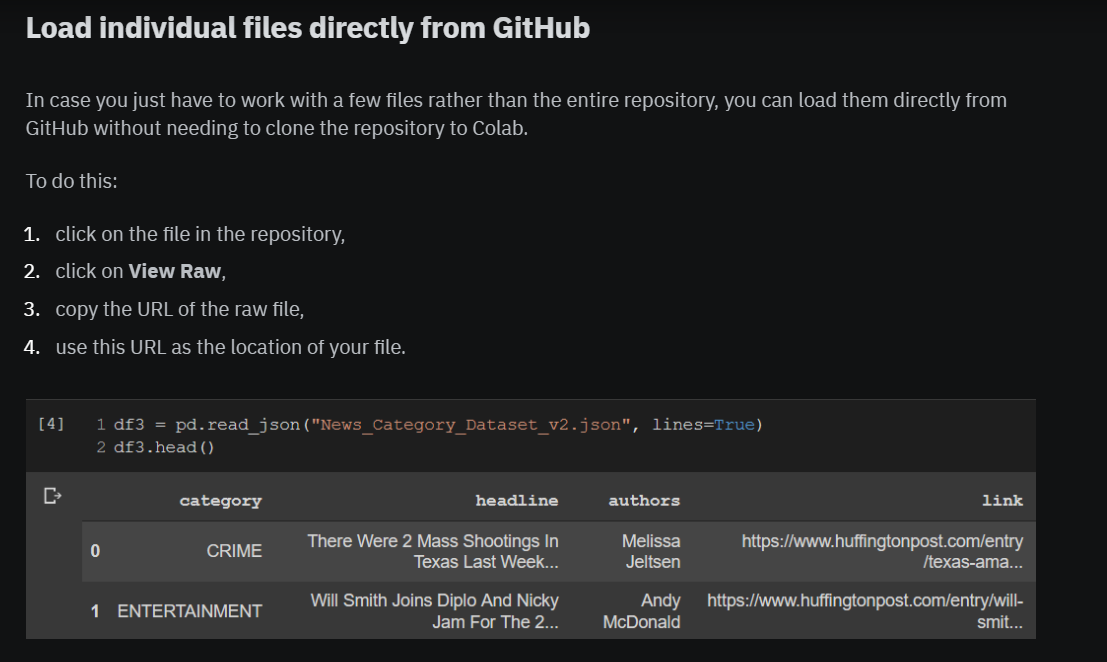 Load individual files directly from GitHub
In case you just have to work with a few files rather than the entire repository, you can load them directly from
GitHub without needing to clone the repository to Colab.
To do this:
1. click on the file in the repository,
2. click on View Raw,
3. copy the URL of the raw file,
4. use this URL as the location of your file.
[4] 1 df3 = pd.read_json("News_Category_Dataset_v2.json", lines=True)
2 df3.head()
category headline authors link
0 CRIME There Were 2 Mass Shootings In Texas Last Week... Melissa Jeltsen https://www.huffingtonpost.com/entry/texas-ama...
1 ENTERTAINMENT Will Smith Joins Diplo And Nicky Jam For The 2... Andy McDonald https://www.huffingtonpost.com/entry/will-smit...